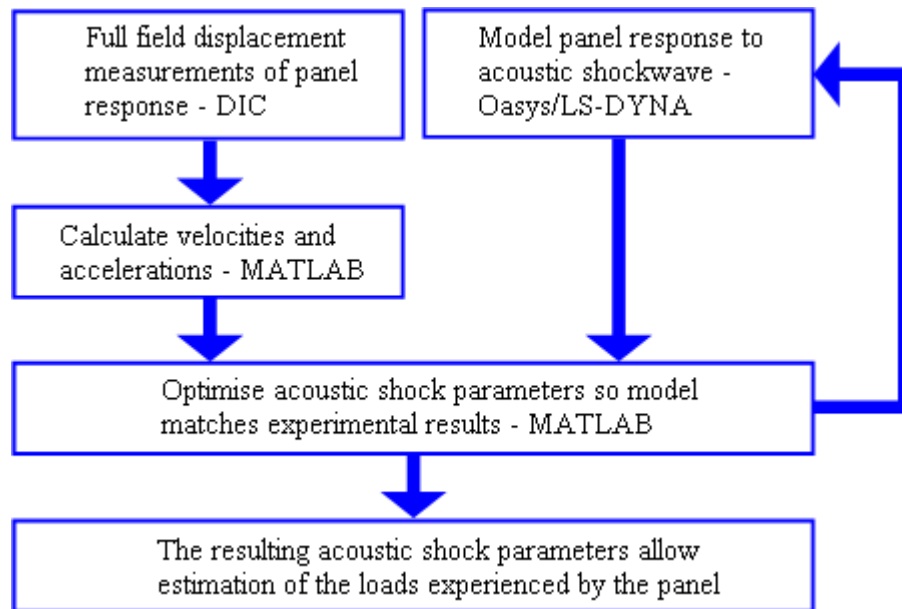 Full field displacement
measurements of panel
response - DIC
Model panel response to
acoustic shockwave -
Oasys/LS-DYNA
Calculate velocities and
accelerations - MATLAB
Optimise acoustic shock parameters so model
matches experimental results - MATLAB
The resulting acoustic shock parameters allow
estimation of the loads experienced by the panel